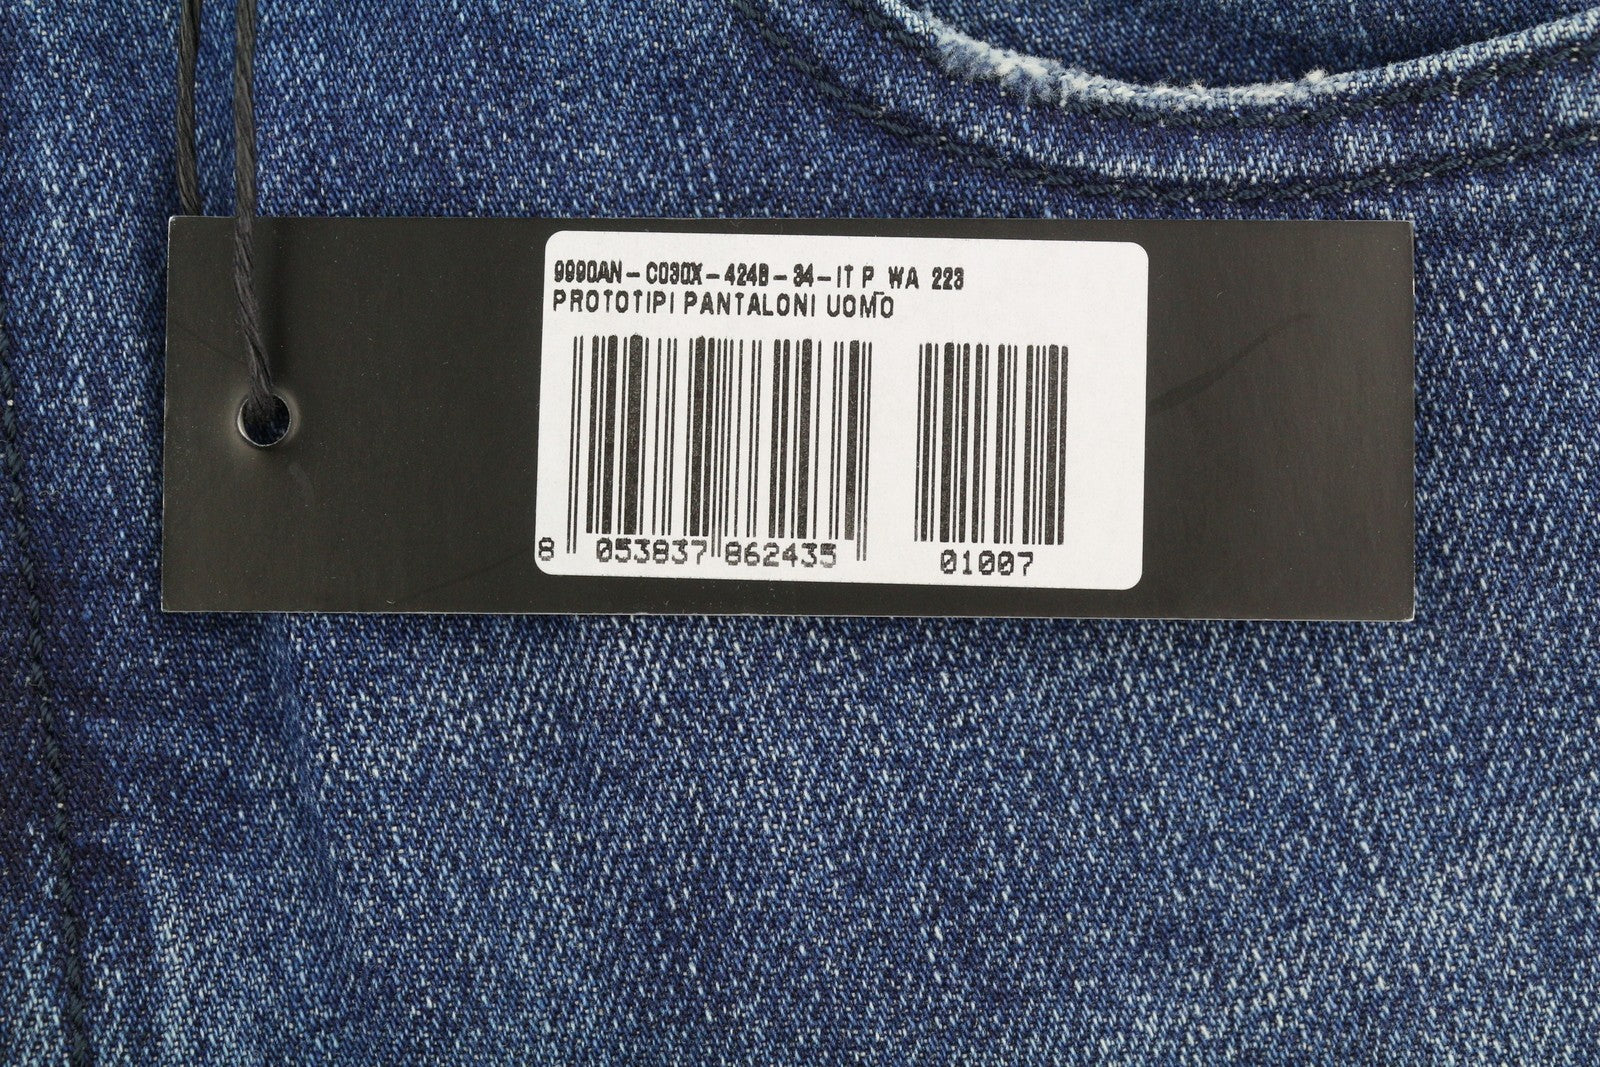 9990AN-C030X-424B-34-IT P_WA 223
PROTOTIPI PANTALONI UOMO
8 053837 862435
01007